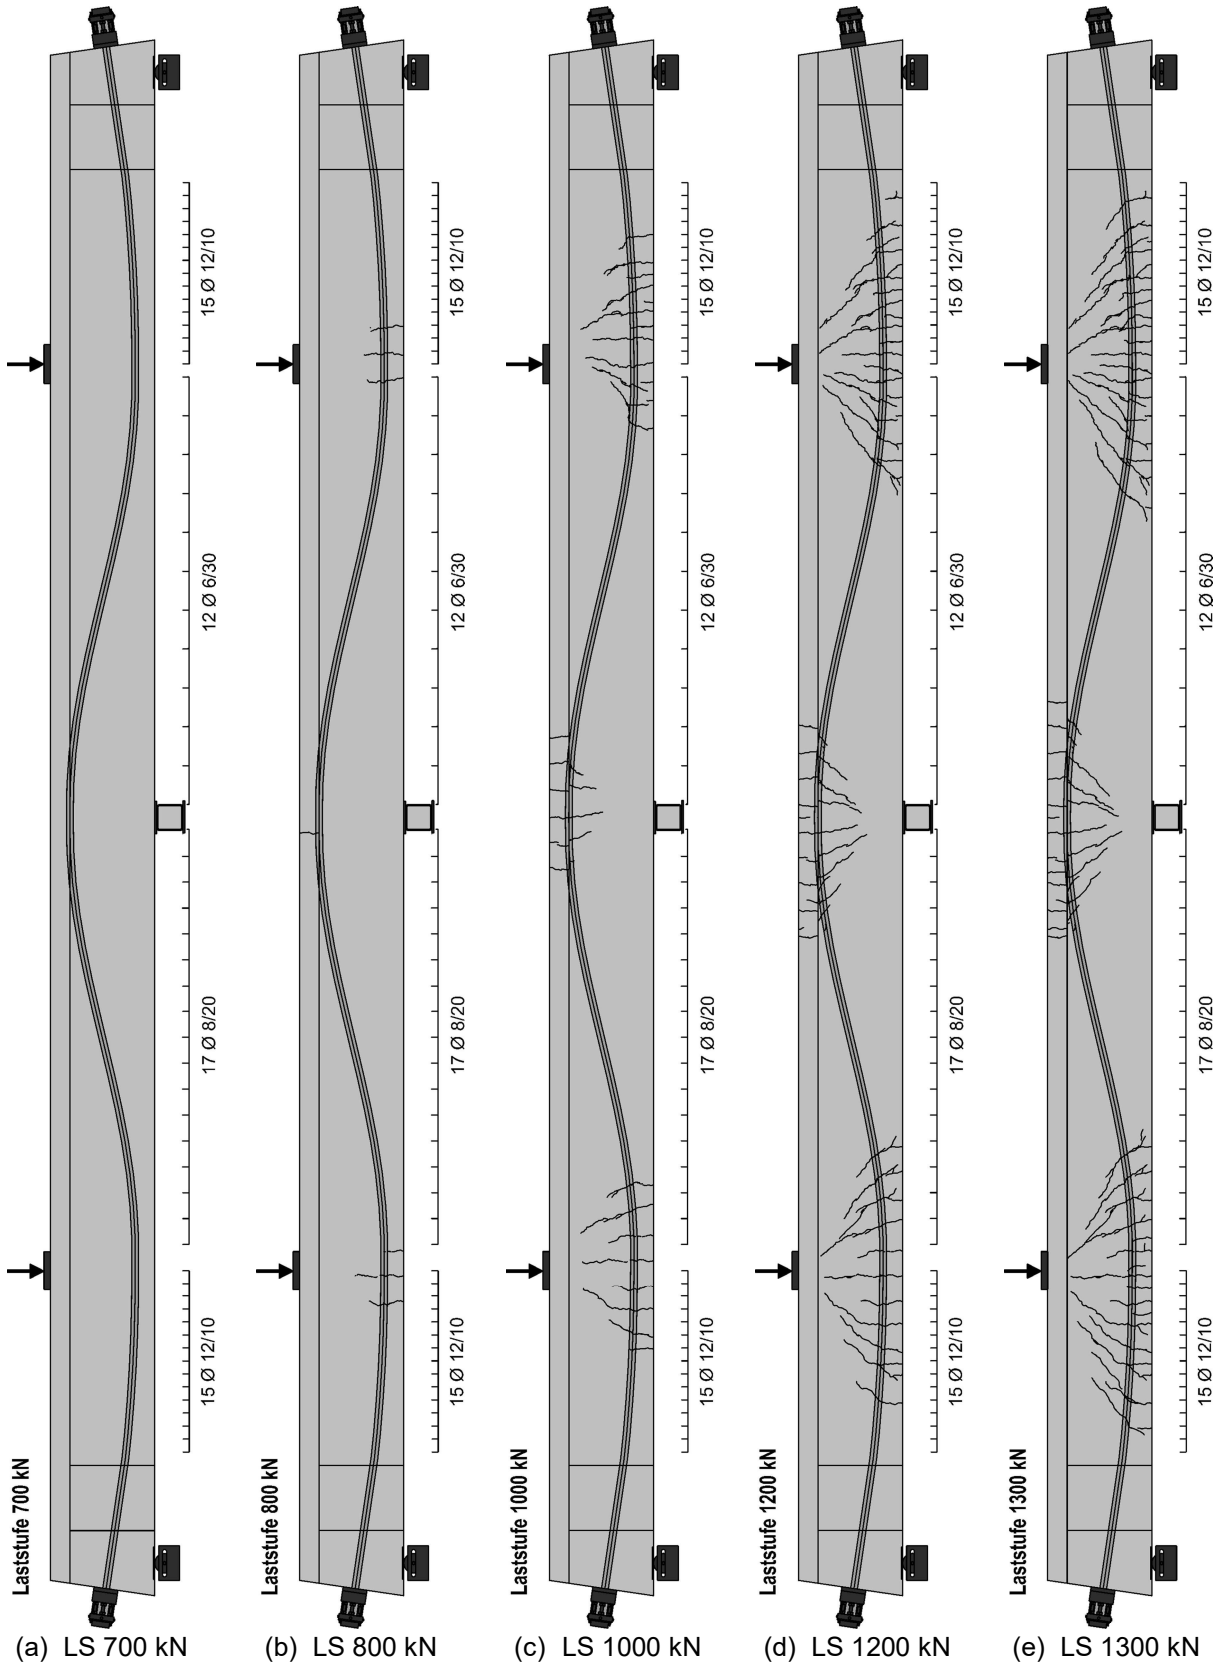 Laststufe 700 kN
15 Ø 12/10
17 Ø 8/20
12 Ø 6/30
15 Ø 12/10
Laststufe 800 kN
15 Ø 12/10
17 Ø 8/20
12 Ø 6/30
15 Ø 12/10
Laststufe 1000 kN
15 Ø 12/10
17 Ø 8/20
12 Ø 6/30
15 Ø 12/10
Laststufe 1200 kN
15 Ø 12/10
17 Ø 8/20
12 Ø 6/30
15 Ø 12/10
Laststufe 1300 kN
15 Ø 12/10
17 Ø 8/20
12 Ø 6/30
15 Ø 12/10
(a) LS 700 kN
(b) LS 800 kN
(c) LS 1000 kN
(d) LS 1200 kN
(e) LS 1300 kN